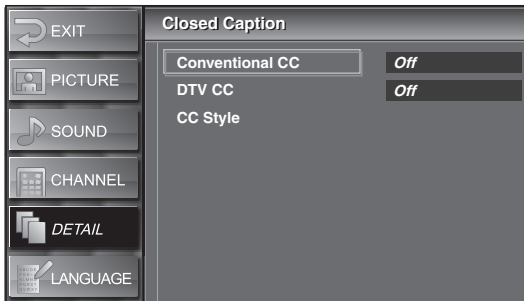 EXIT
PICTURE
SOUND
CHANNEL
DETAIL
LANGUAGE
Closed Caption
Conventional CC Off
DTV CC Off
CC Style